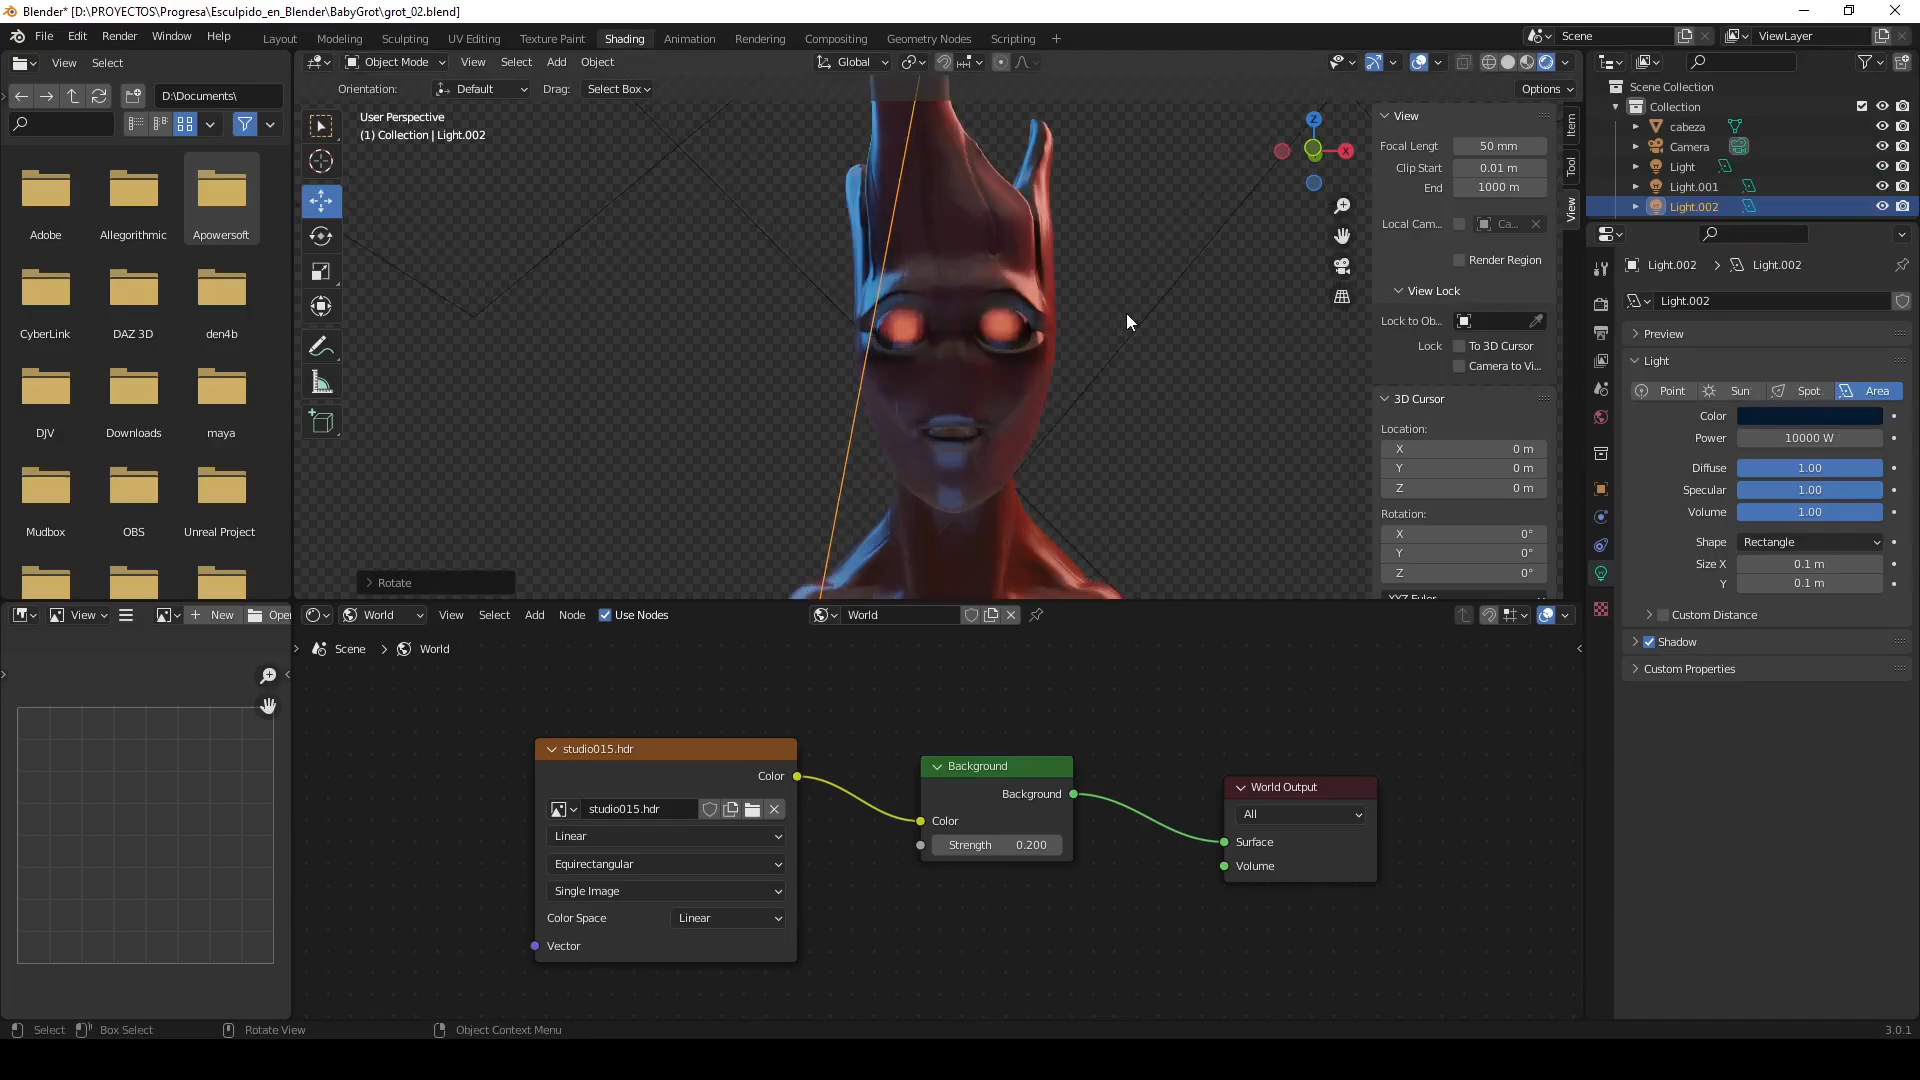 Blender* [D:\PROYECTOS\Progresa\Esculpido_en_Blender\BabyGrot\grot_02.blend]
File Edit Render Window Help
Layout Modeling Sculpting UV Editing Texture Paint Shading Animation Rendering Compositing Geometry Nodes Scripting +
Scene
ViewLayer
View Select
Object Mode View Select Add Object
Global
D:\Documents\
Orientation: Default Drag: Select Box
Options
User Perspective
(1) Collection | Light.002
Adobe
Allegorithmic
Apowersoft
CyberLink
DAZ 3D
den4b
DJV
Downloads
maya
Mudbox
OBS
Unreal Project
Z
X
View
Focal Lengt 50 mm
Clip Start 0.01 m
End 1000 m
Local Cam... Ca...
Render Region
View Lock
Lock to Ob...
Lock To 3D Cursor
Camera to Vi...
3D Cursor
Location:
X 0 m
Y 0 m
Z 0 m
Rotation:
X 0°
Y 0°
Z 0°
XYZ Euler
Item
Tool
View
Rotate
Scene Collection
Collection
cabeza
Camera
Light
Light.001
Light.002
Light.002 > Light.002
Light.002
Preview
Light
Point Sun Spot Area
Color
Power 10000 W
Diffuse 1.00
Specular 1.00
Volume 1.00
Shape Rectangle
Size X 0.1 m
Y 0.1 m
Custom Distance
Shadow
Custom Properties
View
New
Open
World View Select Add Node Use Nodes
World
Scene > World
studio015.hdr
Color
studio015.hdr
Linear
Equirectangular
Single Image
Color Space Linear
Vector
Background
Background
Color
Strength 0.200
World Output
All
Surface
Volume
Select Box Select Rotate View Object Context Menu
3.0.1